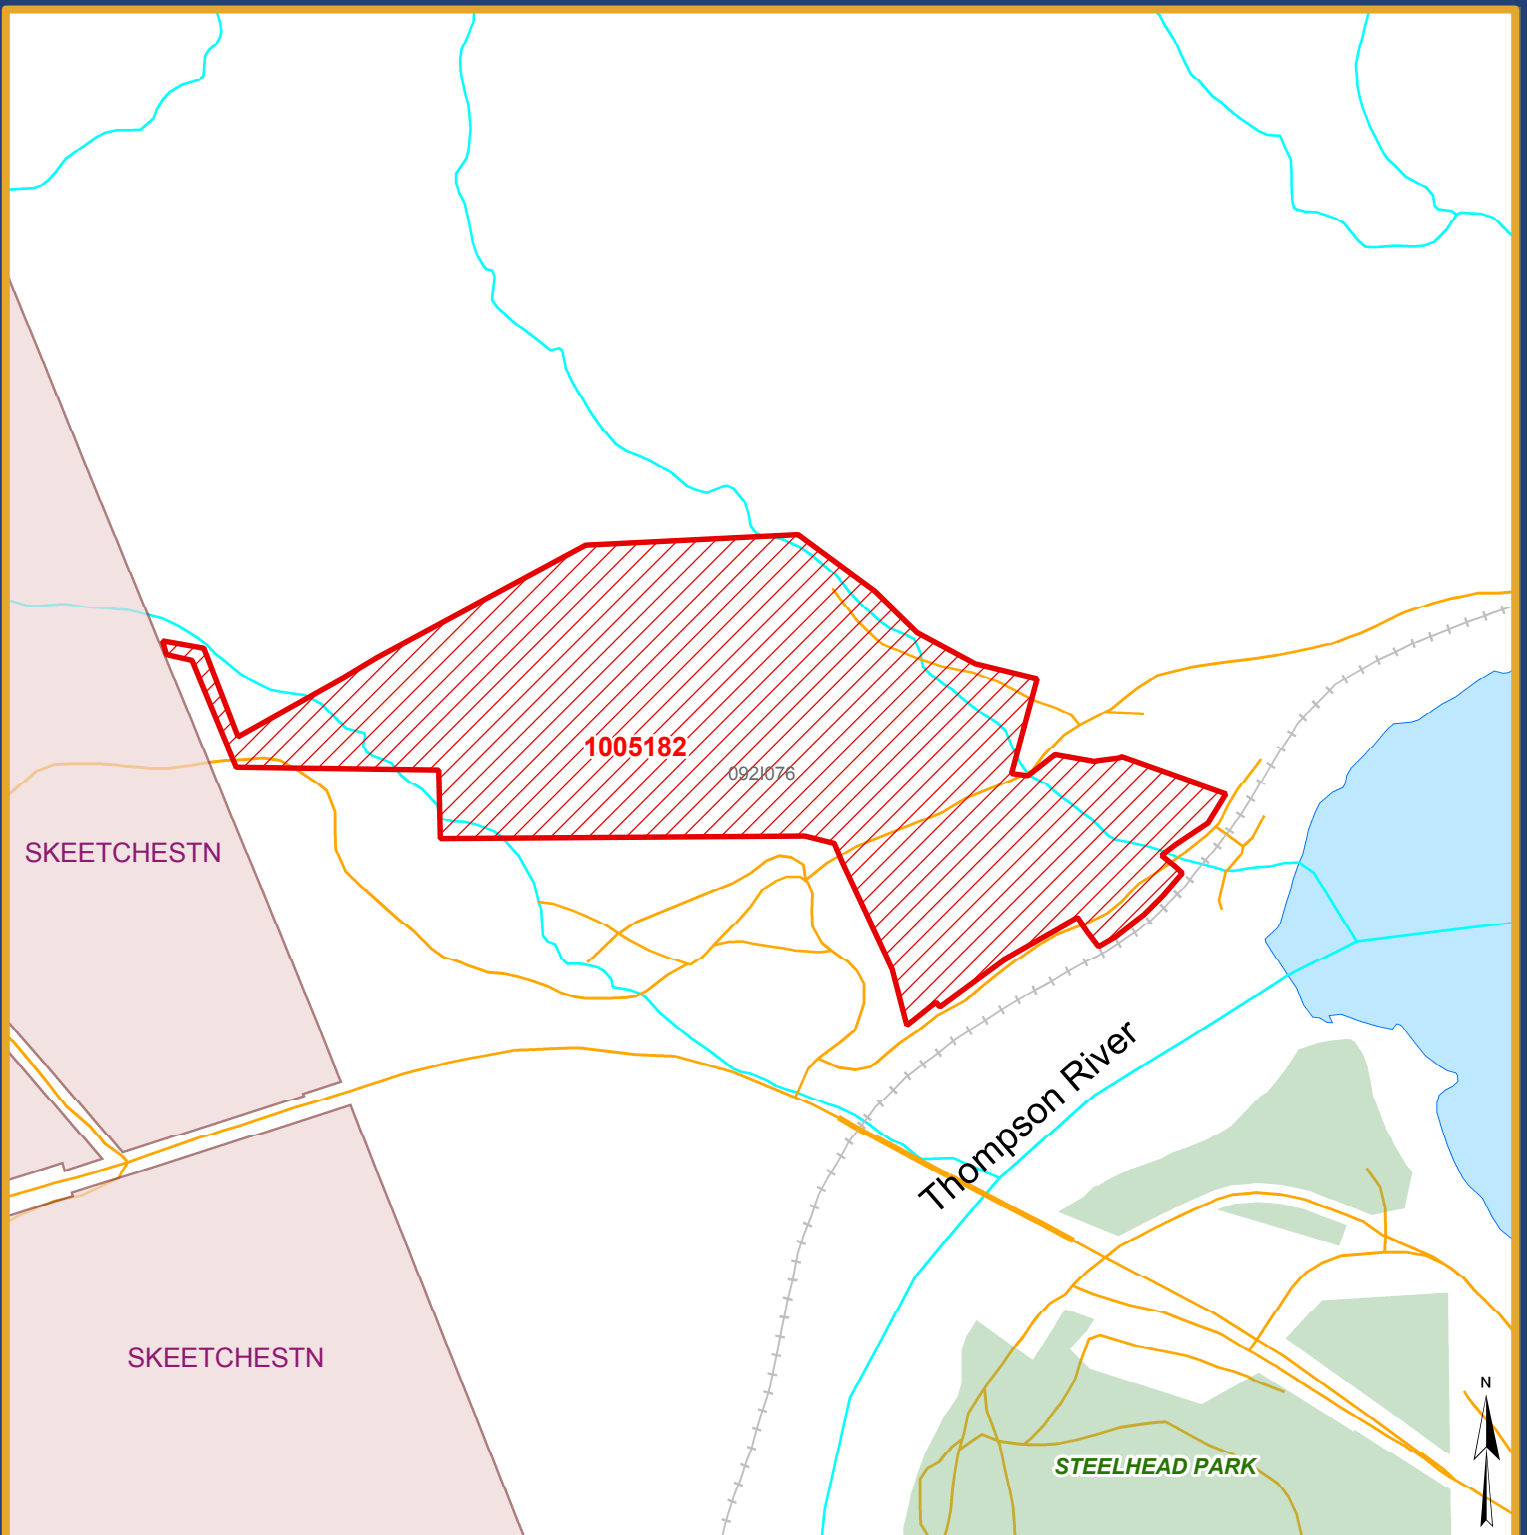 1005182
092I076
SKEETCHESTN
Thompson River
SKEETCHESTN
N
STEELHEAD PARK